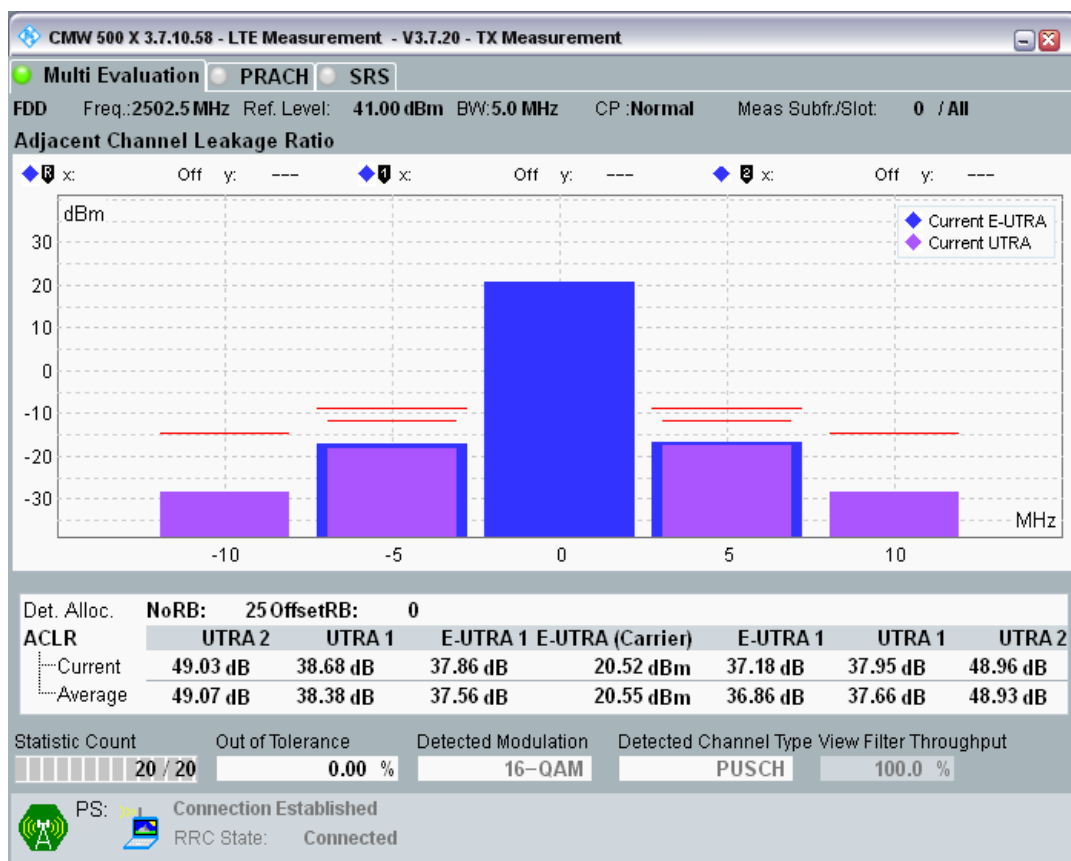 CMW 500 X 3.7.10.58 - LTE Measurement - V3.7.20 - TX Measurement
Multi Evaluation PRACH SRS
FDD Freq.:2502.5 MHz Ref. Level: 41.00 dBm BW:5.0 MHz CP :Normal Meas Subfr./Slot: 0 / All
Adjacent Channel Leakage Ratio
R x: Off y: --- 1 x: Off y: --- 2 x: Off y: ---
dBm
Current E-UTRA
Current UTRA
30
20
10
0
-10
-20
-30
MHz
-10 -5 0 5 10
Det. Alloc. NoRB: 25 OffsetRB: 0
ACLR UTRA 2 UTRA 1 E-UTRA 1 E-UTRA (Carrier) E-UTRA 1 UTRA 1 UTRA 2
Current 49.03 dB 38.68 dB 37.86 dB 20.52 dBm 37.18 dB 37.95 dB 48.96 dB
Average 49.07 dB 38.38 dB 37.56 dB 20.55 dBm 36.86 dB 37.66 dB 48.93 dB
Statistic Count Out of Tolerance Detected Modulation Detected Channel Type View Filter Throughput
20 / 20 0.00 % 16-QAM PUSCH 100.0 %
PS: Connection Established
RRC State: Connected